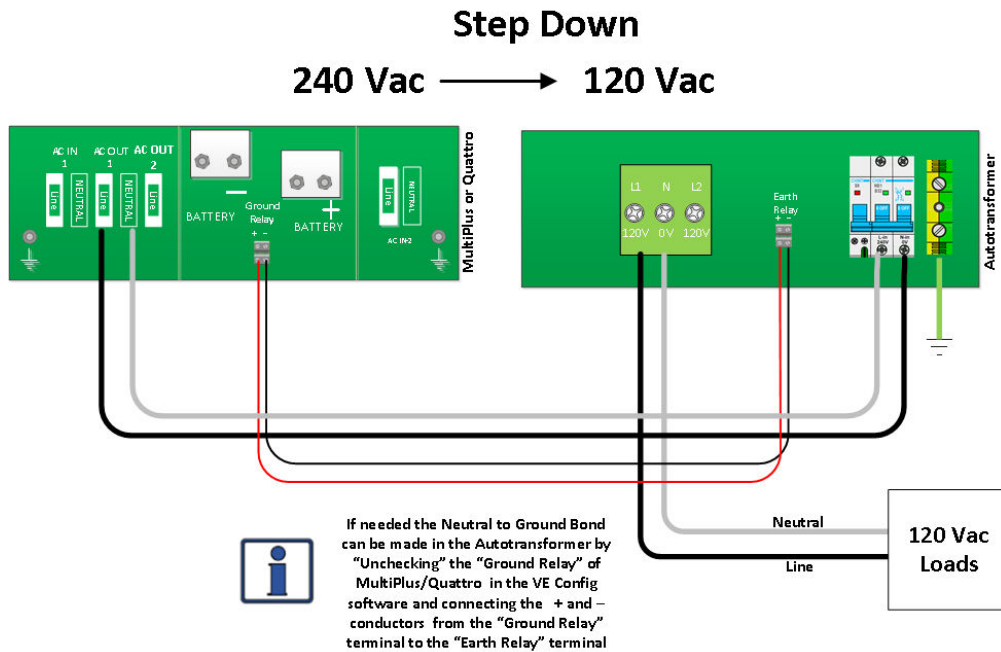 Step Down
240 Vac
120 Vac
AC IN
1
AC OUT
1
AC OUT
2
Line
NEUTRAL
Line
NEUTRAL
Line
–
BATTERY
Ground
Relay
+ -
+
BATTERY
Line
NEUTRAL
AC IN-2
MultiPlus or Quattro
L1 N L2
120V 0V 120V
Earth
Relay
+ -
L-in
240V
N-in
0V
Autotransformer
Neutral
Line
120 Vac
Loads
i
If needed the Neutral to Ground Bond
can be made in the Autotransformer by
“Unchecking” the “Ground Relay” of
MultiPlus/Quattro in the VE Config
software and connecting the + and –
conductors from the “Ground Relay”
terminal to the “Earth Relay” terminal